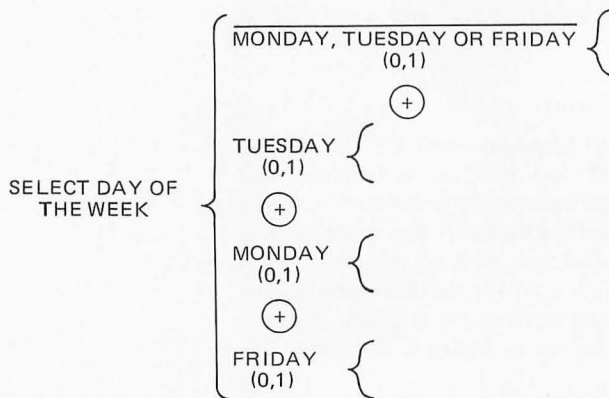 MONDAY, TUESDAY OR FRIDAY
(0,1)
+
TUESDAY
(0,1)
+
SELECT DAY OF
THE WEEK
MONDAY
(0,1)
+
FRIDAY
(0,1)